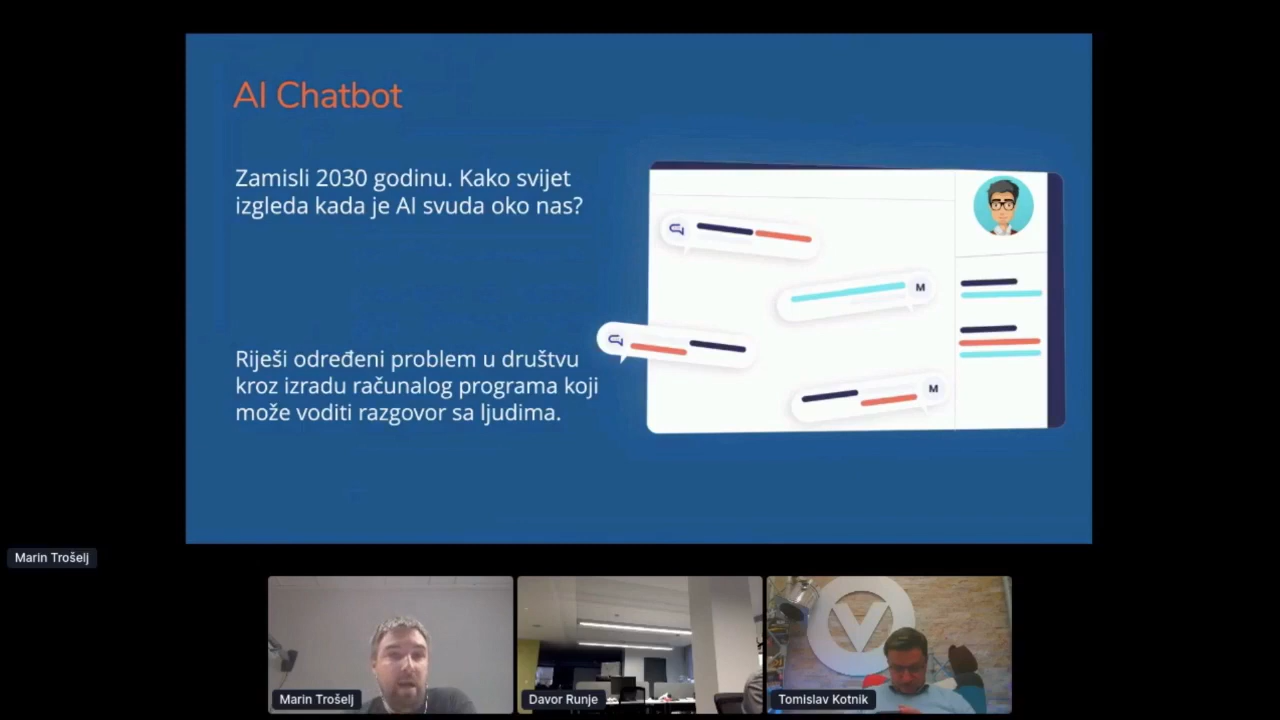 AI Chatbot
Zamisli 2030 godinu. Kako svijet
izgleda kada je AI svuda oko nas?
M
Riješi određeni problem u društvu
kroz izradu računalog programa koji
može voditi razgovor sa ljudima.
M
Marin Trošelj
Marin Trošelj
Davor Runje
Tomislav Kotnik